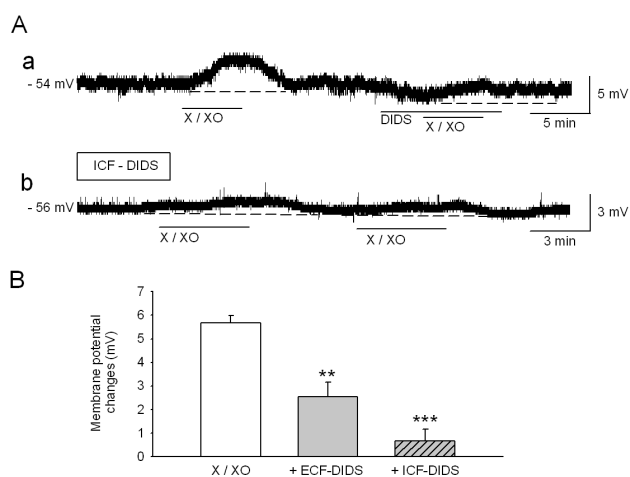 A
a
- 54 mV
X / XO
DIDS
X / XO
5 mV
5 min
ICF - DIDS
b
- 56 mV
X / XO
X / XO
3 mV
3 min
B
Membrane potential
changes (mV)
7
6
5
4
3
2
1
0
**
***
X / XO
+ ECF-DIDS
+ ICF-DIDS